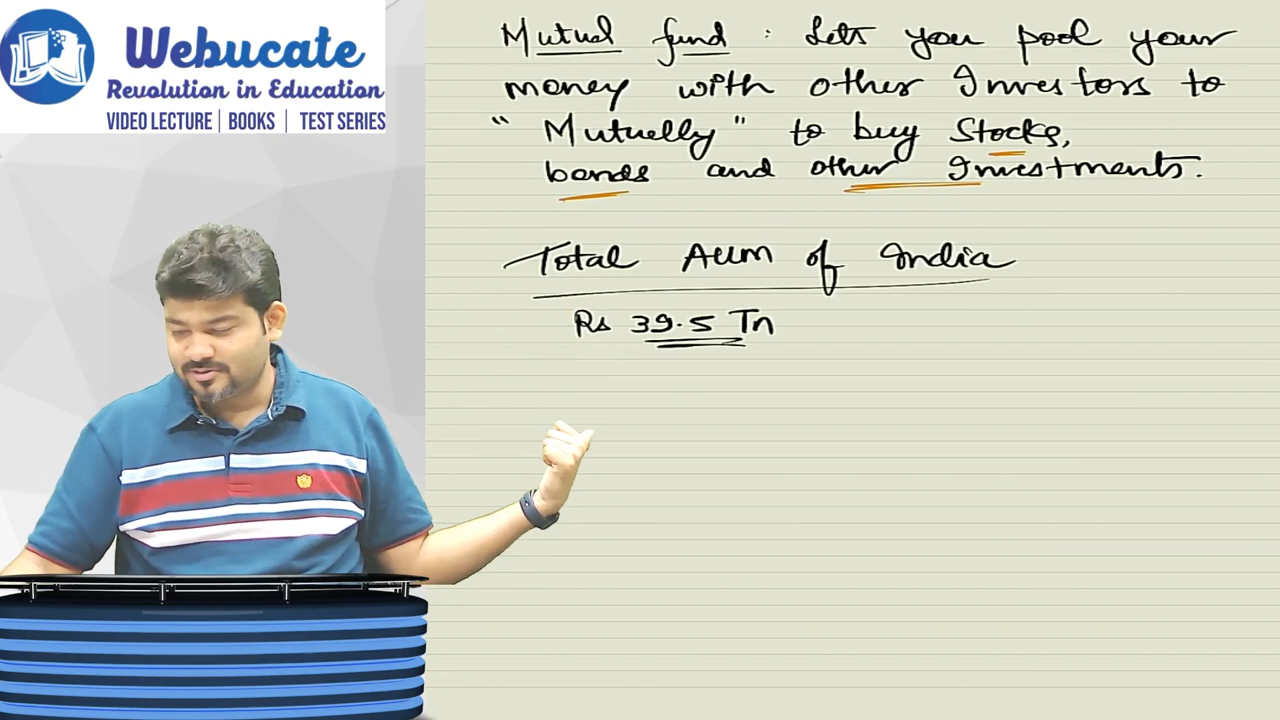 Webucate
Revolution in Education
VIDEO LECTURE | BOOKS | TEST SERIES
Mutual fund : Lets you pool your
money with other Investors to
"Mutually" to buy Stocks,
bonds and other Investments.
Total AUM of India
Rs 39.5 Tn